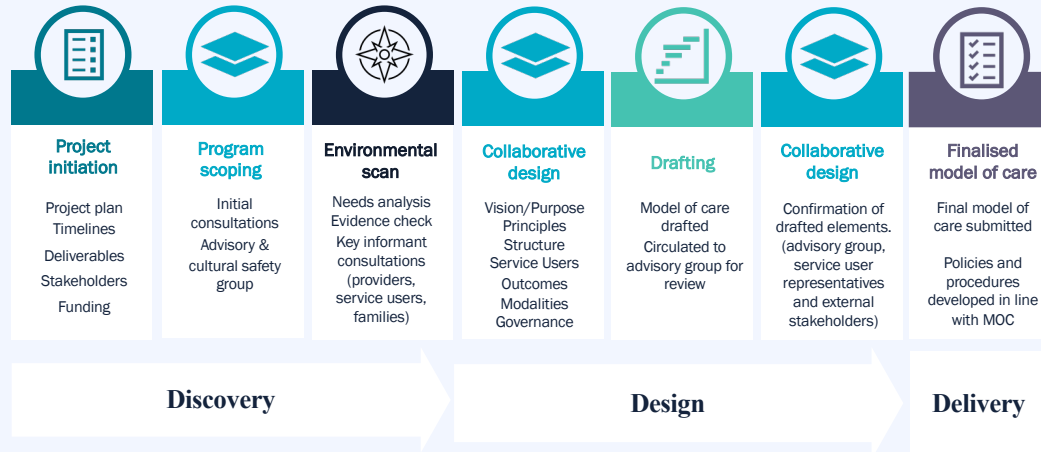 Project
initiation
Project plan
Timelines
Deliverables
Stakeholders
Funding
Program
scoping
Initial
consultations
Advisory &
cultural safety
group
Environmental
scan
Needs analysis
Evidence check
Key informant
consultations
(providers,
service users,
families)
Collaborative
design
Vision/Purpose
Principles
Structure
Service Users
Outcomes
Modalities
Governance
Drafting
Model of care
drafted
Circulated to
advisory group for
review
Collaborative
design
Confirmation of
drafted elements.
(advisory group,
service user
representatives
and external
stakeholders)
Finalised
model of care
Final model of
care submitted
Policies and
procedures
developed in line
with MOC
Discovery
Design
Delivery